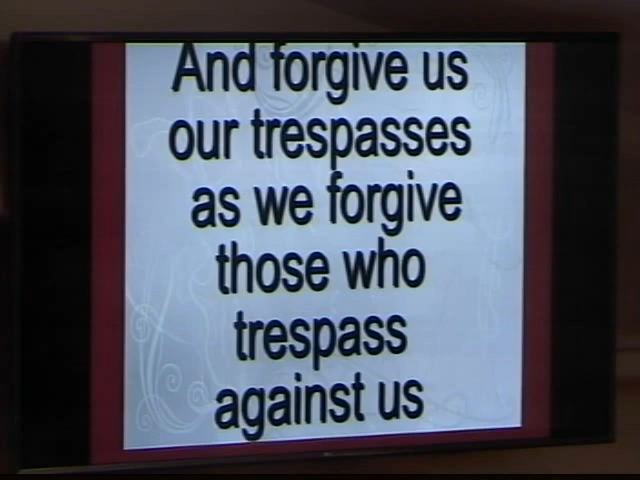 And forgive us
our trespasses
as we forgive
those who
trespass
against us